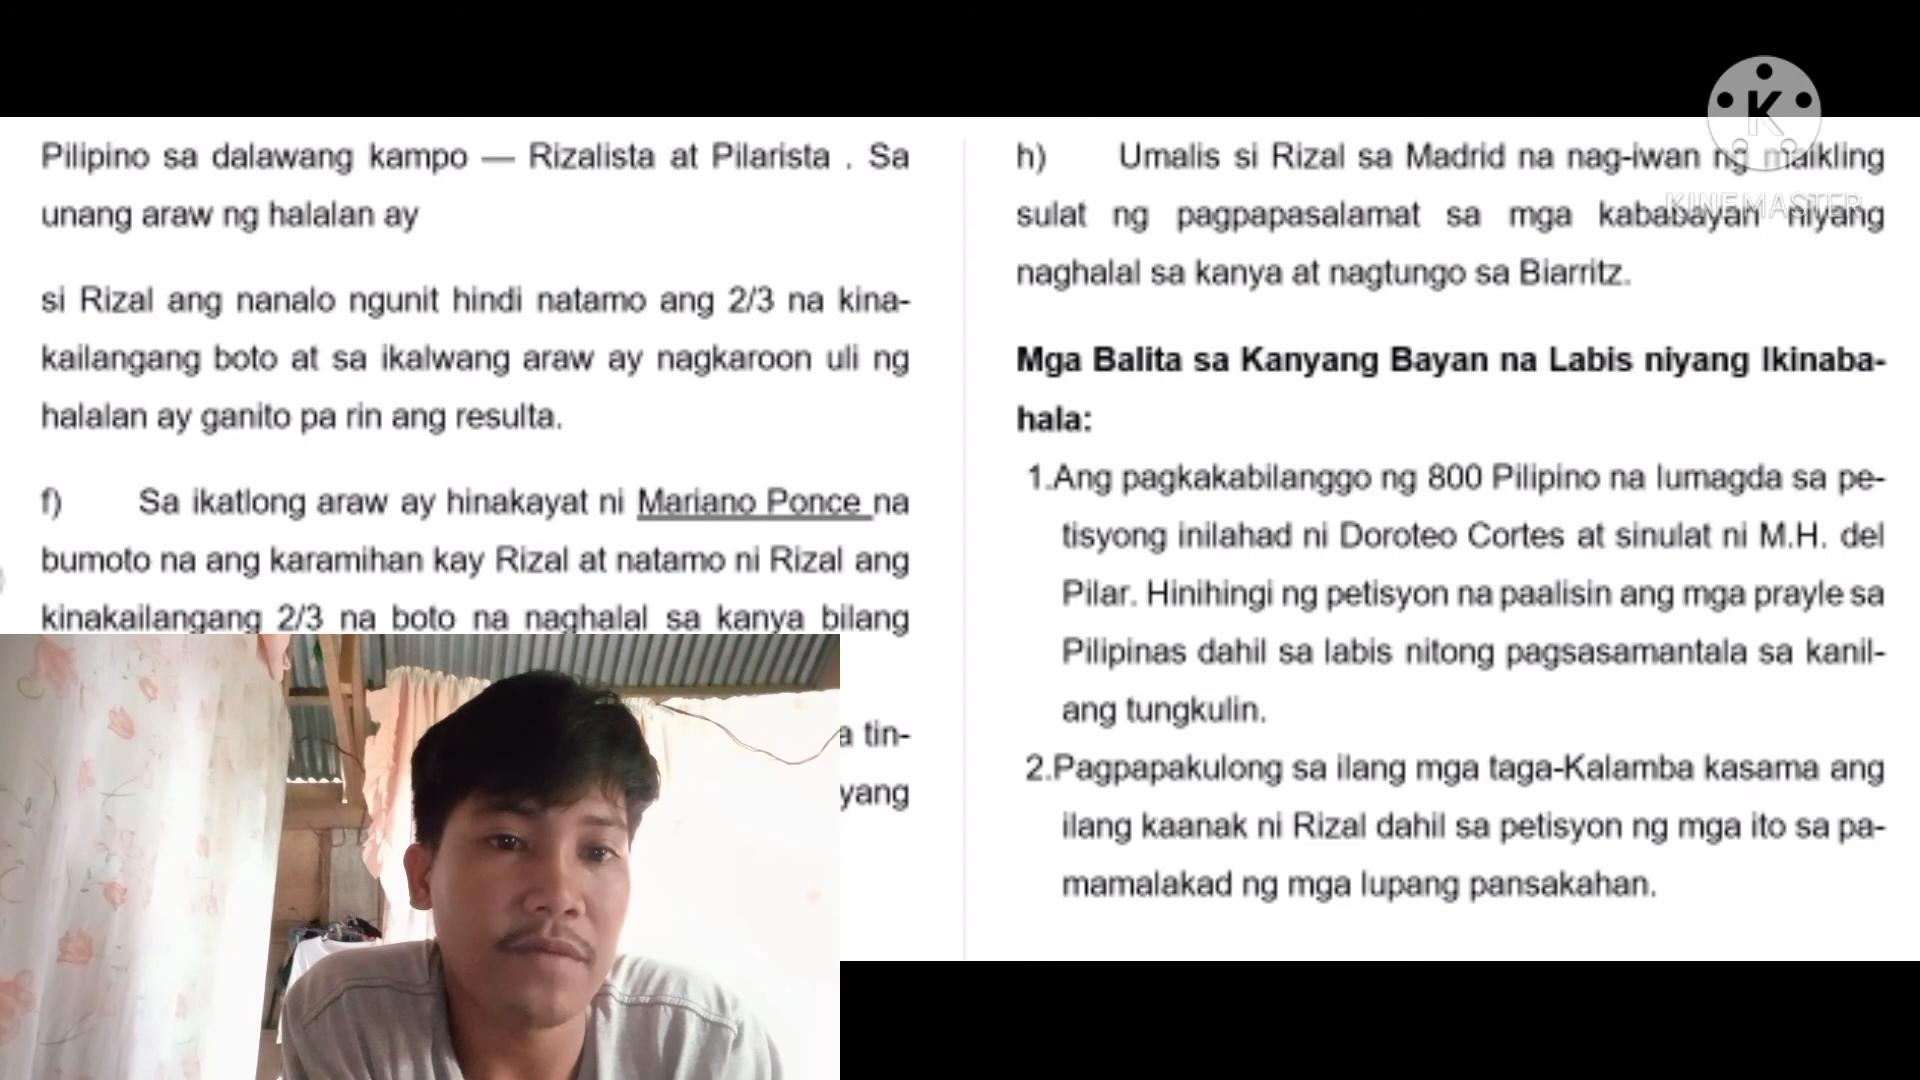 Pilipino sa dalawang kampo — Rizalista at Pilarista . Sa
unang araw ng halalan ay
si Rizal ang nanalo ngunit hindi natamo ang 2/3 na kina-
kailangang boto at sa ikalwang araw ay nagkaroon uli ng
halalan ay ganito pa rin ang resulta.
f) Sa ikatlong araw ay hinakayat ni Mariano Ponce na
bumoto na ang karamihan kay Rizal at natamo ni Rizal ang
kinakailangang 2/3 na boto na naghalal sa kanya bilang
a tin-
yang
h) Umalis si Rizal sa Madrid na nag-iwan ng maikling
sulat ng pagpapasalamat sa mga kababayan niyang
naghalal sa kanya at nagtungo sa Biarritz.
Mga Balita sa Kanyang Bayan na Labis niyang Ikinaba-
hala:
1.Ang pagkakabilanggo ng 800 Pilipino na lumagda sa pe-
tisyong inilahad ni Doroteo Cortes at sinulat ni M.H. del
Pilar. Hinihingi ng petisyon na paalisin ang mga prayle sa
Pilipinas dahil sa labis nitong pagsasamantala sa kanil-
ang tungkulin.
2.Pagpapakulong sa ilang mga taga-Kalamba kasama ang
ilang kaanak ni Rizal dahil sa petisyon ng mga ito sa pa-
mamalakad ng mga lupang pansakahan.
K
KINEMASTER